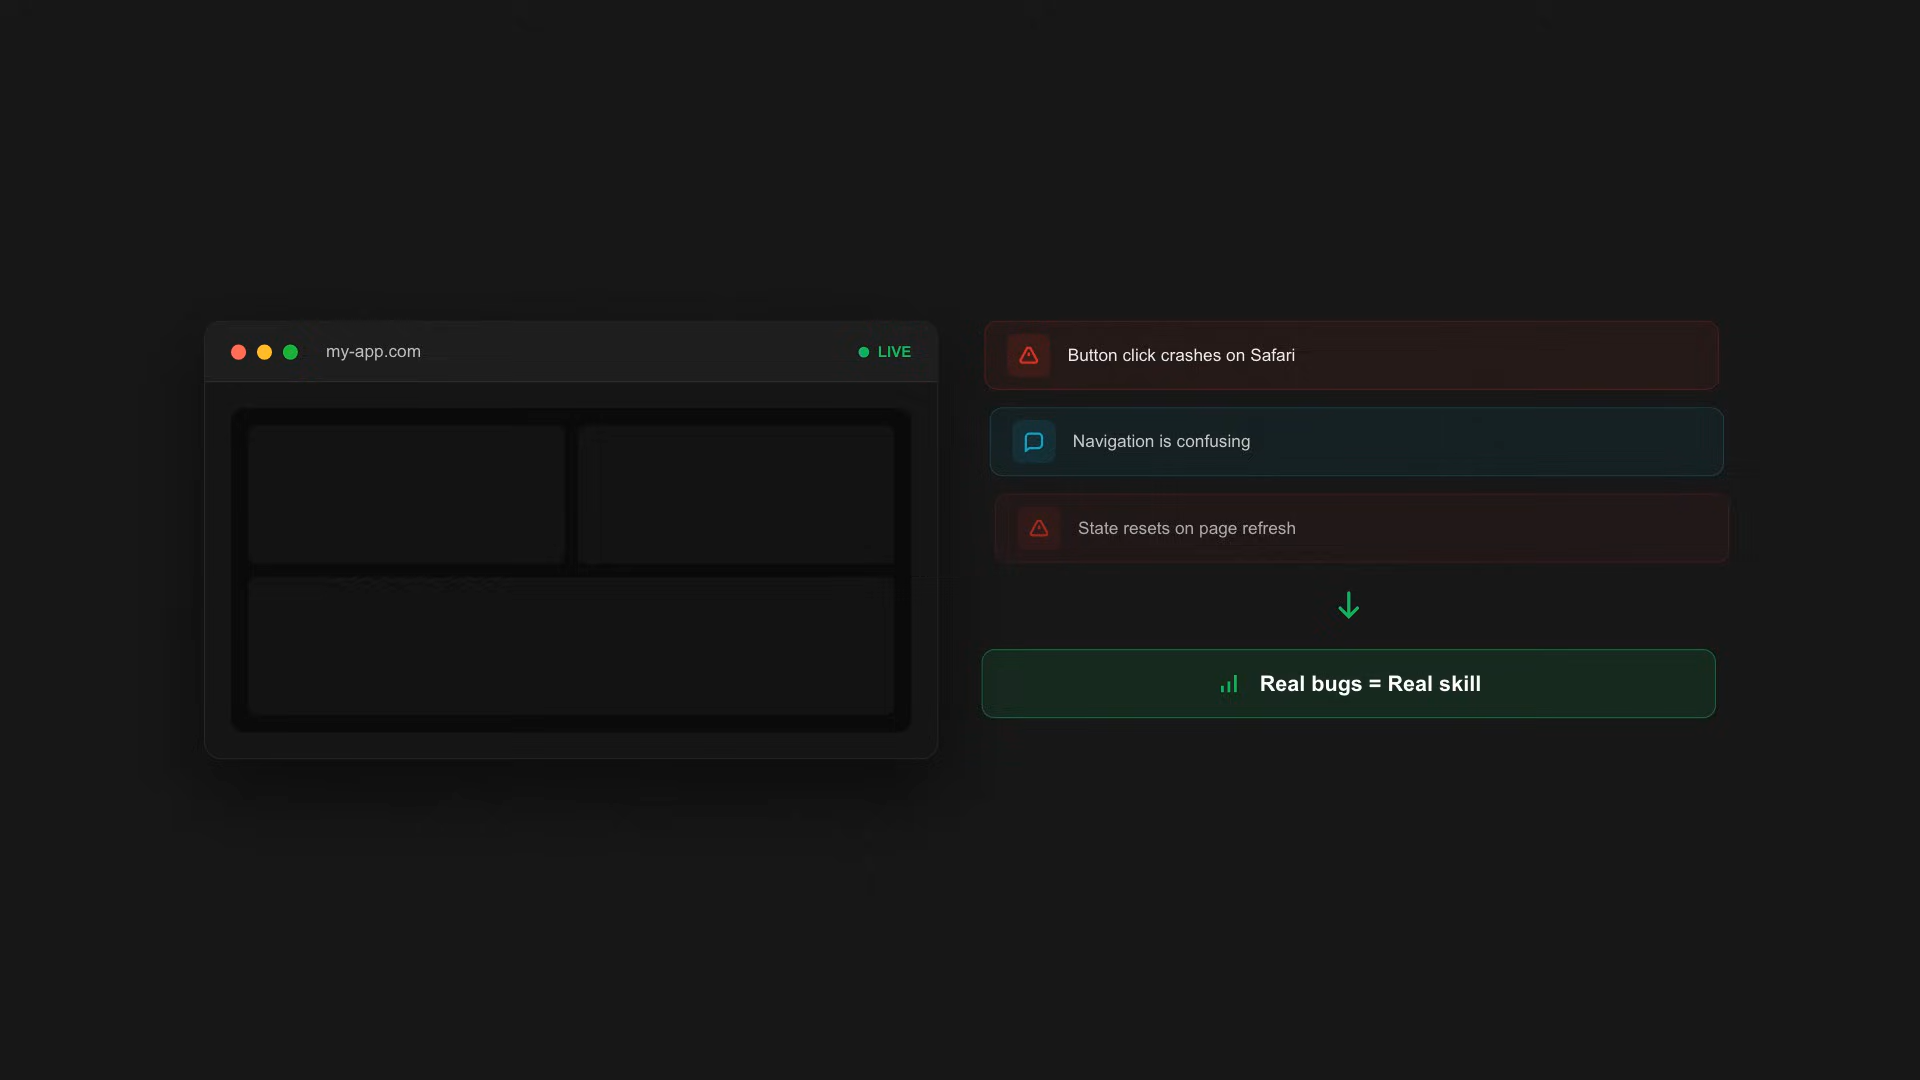 my-app.com
LIVE
Button click crashes on Safari
Navigation is confusing
State resets on page refresh
Real bugs = Real skill